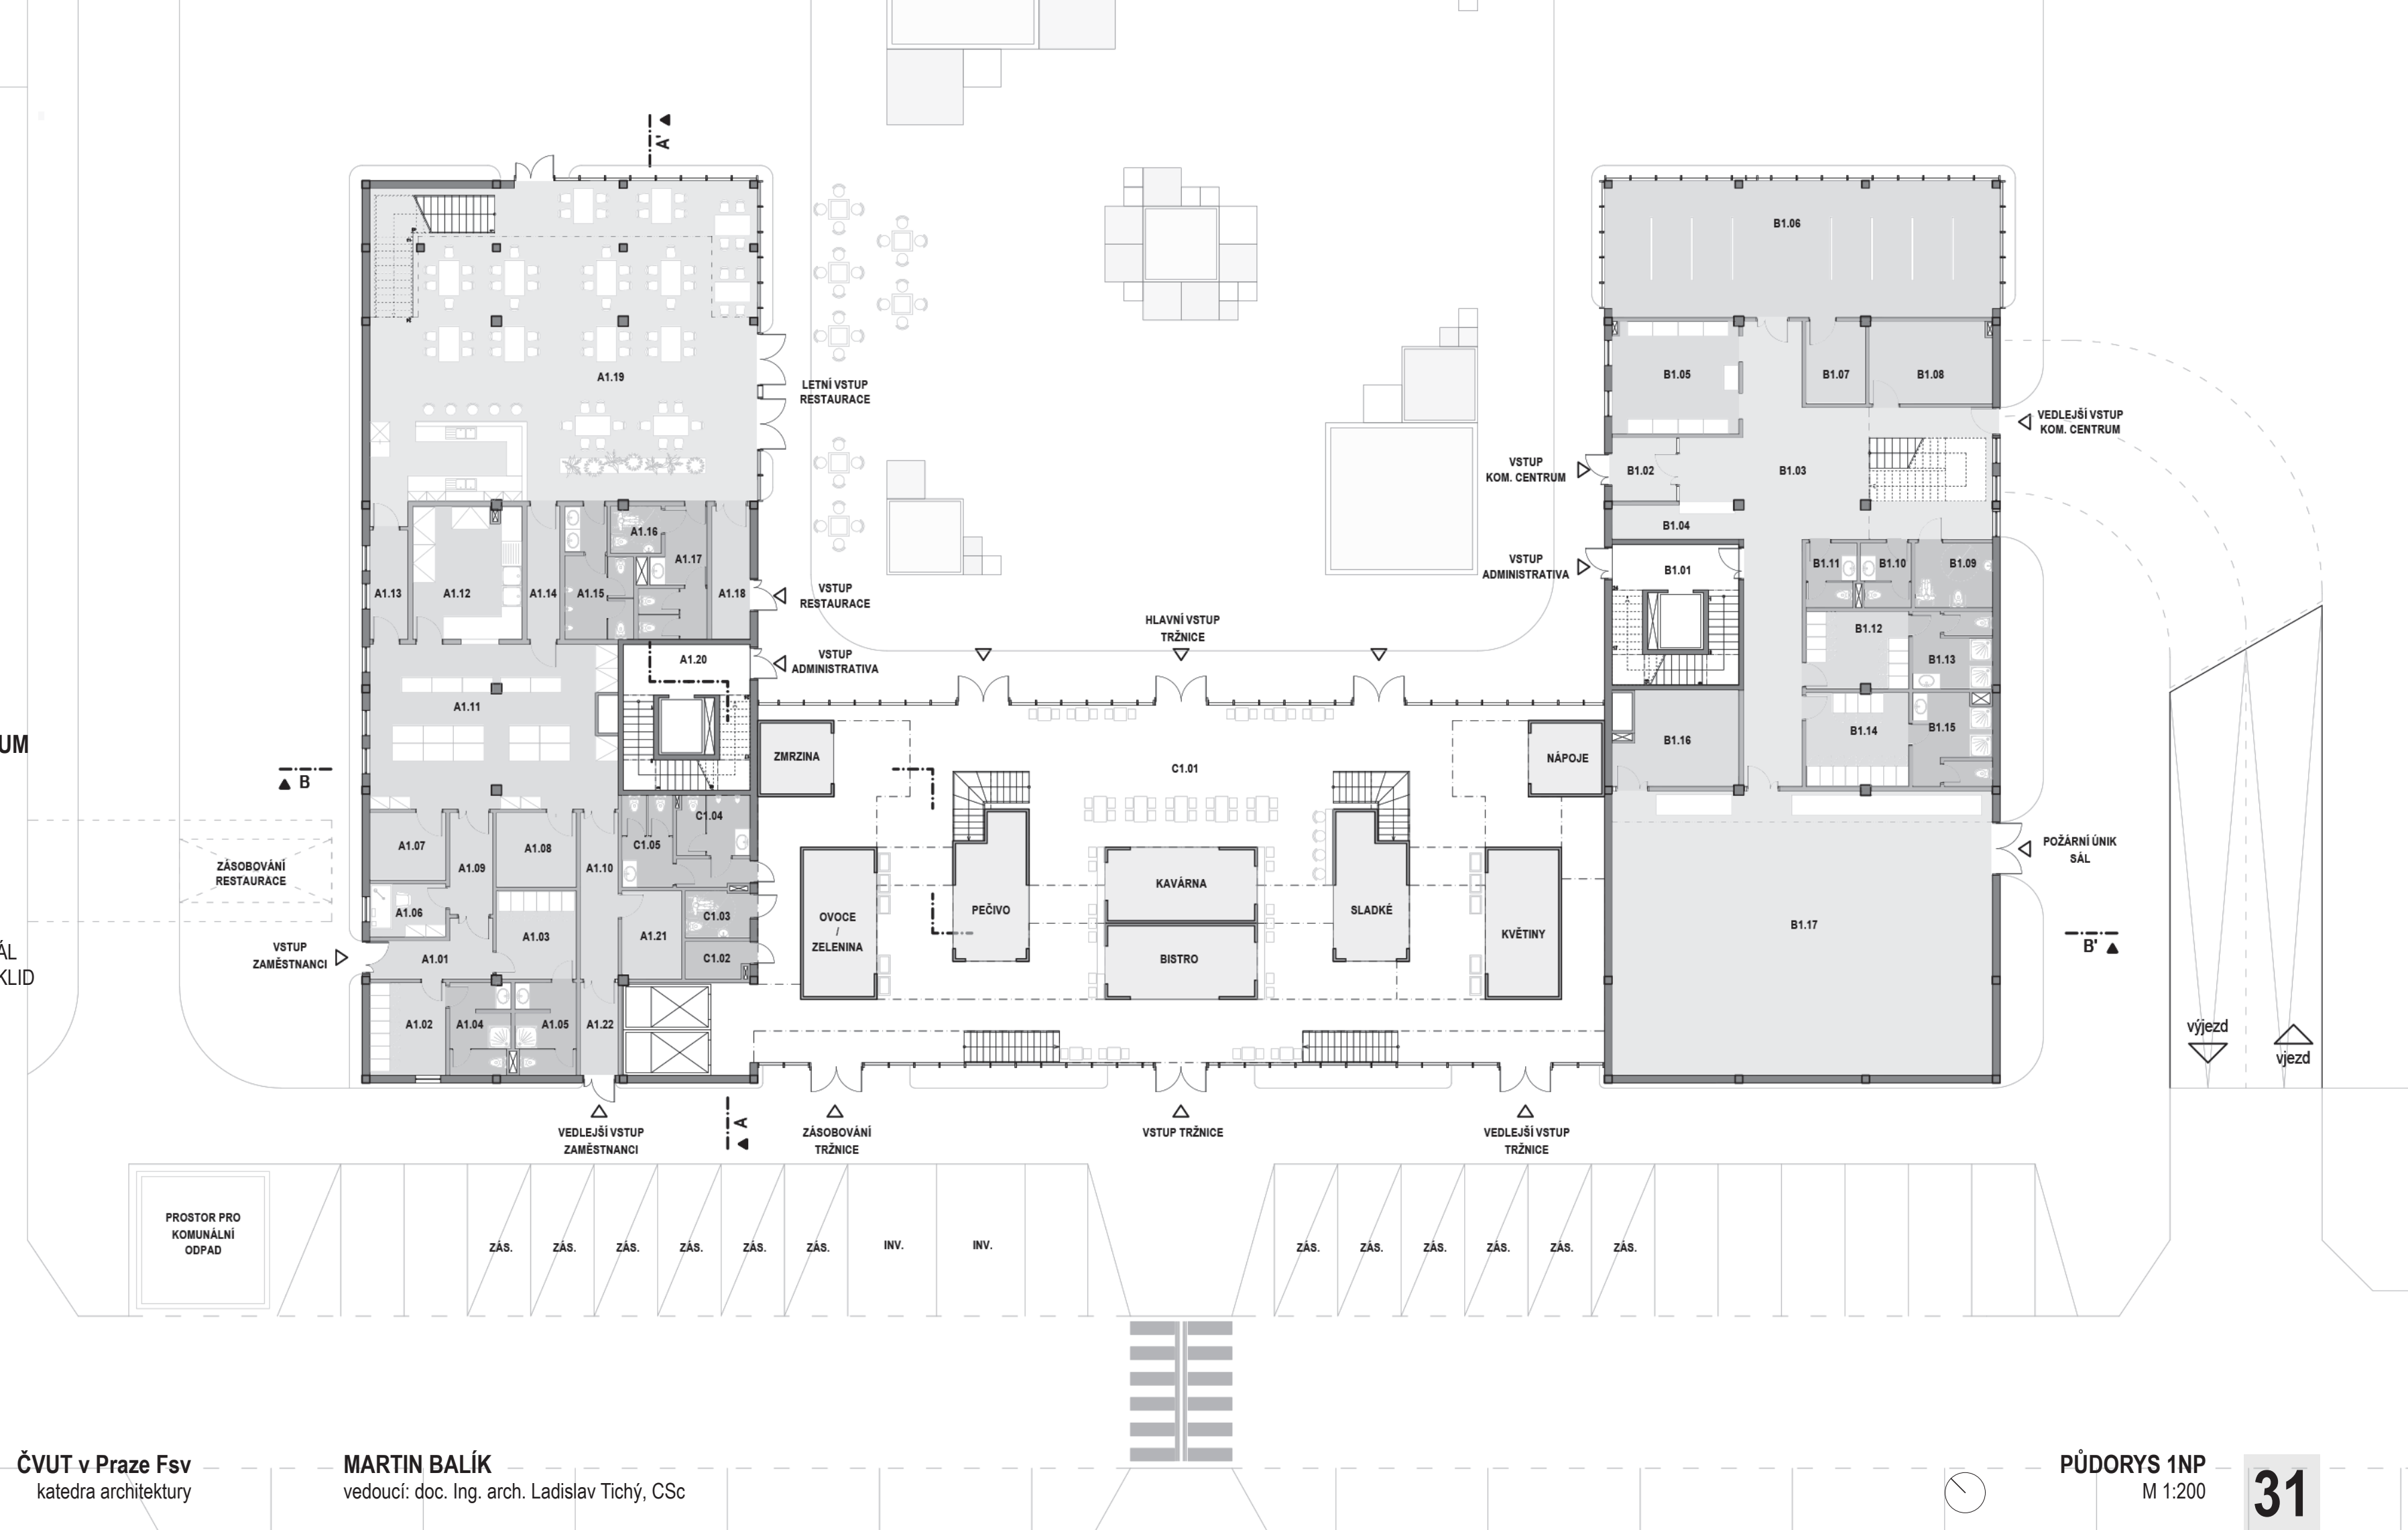 A'
B1.06
A1.19
LETNÍ VSTUP
RESTAURACE
B1.05
B1.07
B1.08
VEDLEJŠÍ VSTUP
KOM. CENTRUM
VSTUP
KOM. CENTRUM
B1.02
B1.03
B1.04
A1.16
A1.17
A1.13
A1.12
A1.14
A1.15
A1.18
VSTUP
RESTAURACE
VSTUP
ADMINISTRATIVA
B1.01
B1.11
B1.10
B1.09
HLAVNÍ VSTUP
TRŽNICE
B1.12
B1.13
A1.20
VSTUP
ADMINISTRATIVA
A1.11
B1.14
B1.15
B1.16
UM
B
ZMRZINA
C1.01
NÁPOJE
C1.04
C1.05
A1.07
A1.08
A1.09
A1.10
ZÁSOBOVÁNÍ
RESTAURACE
POŽÁRNÍ ÚNIK
SÁL
KAVÁRNA
A1.06
C1.03
OVOCE
/
ZELENINA
PEČIVO
SLADKÉ
B1.17
A1.03
A1.21
KVĚTINY
VSTUP
ZAMĚSTNANCI
A1.01
C1.02
BISTRO
B'
ÁL
KLID
A1.02
A1.04
A1.05
A1.22
výjezd
vjezd
A
VEDLEJŠÍ VSTUP
ZAMĚSTNANCI
ZÁSOBOVÁNÍ
TRŽNICE
VSTUP TRŽNICE
VEDLEJŠÍ VSTUP
TRŽNICE
PROSTOR PRO
KOMUNÁLNÍ
ODPAD
ZÁS. ZÁS. ZÁS. ZÁS. ZÁS. ZÁS. INV. INV. ZÁS. ZÁS. ZÁS. ZÁS. ZÁS. ZÁS.
ČVUT v Praze Fsv
katedra architektury
MARTIN BALÍK
vedoucí: doc. Ing. arch. Ladislav Tichý, CSc
PŮDORYS 1NP
M 1:200
31